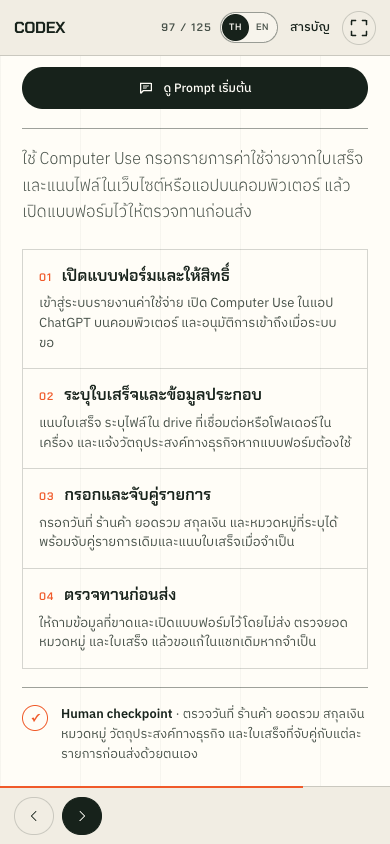 CODEX
97 / 125 TH EN สารบัญ
ดู Prompt เริ่มต้น
ใช้ Computer Use กรอกรายการค่าใช้จ่ายจากใบเสร็จ
และแนบไฟล์ในเว็บไซต์หรือแอปบนคอมพิวเตอร์ แล้ว
เปิดแบบฟอร์มไว้ให้ตรวจทานก่อนส่ง
01 เปิดแบบฟอร์มและให้สิทธิ์
เข้าสู่ระบบรายงานค่าใช้จ่าย เปิด Computer Use ในแอป
ChatGPT บนคอมพิวเตอร์ และอนุมัติการเข้าถึงเมื่อระบบ
ขอ
02 ระบุใบเสร็จและข้อมูลประกอบ
แนบใบเสร็จ ระบุไฟล์ใน drive ที่เชื่อมต่อหรือโฟลเดอร์ใน
เครื่อง และแจ้งวัตถุประสงค์ทางธุรกิจหากแบบฟอร์มต้องใช้
03 กรอกและจับคู่รายการ
กรอกวันที่ ร้านค้า ยอดรวม สกุลเงิน และหมวดหมู่ที่ระบุได้
พร้อมจับคู่รายการเดิมและแนบใบเสร็จเมื่อจำเป็น
04 ตรวจทานก่อนส่ง
ให้ถามข้อมูลที่ขาดและเปิดแบบฟอร์มไว้โดยไม่ส่ง ตรวจยอด
หมวดหมู่ และใบเสร็จ แล้วขอแก้ในแชทเดิมหากจำเป็น
Human checkpoint · ตรวจวันที่ ร้านค้า ยอดรวม สกุลเงิน
หมวดหมู่ วัตถุประสงค์ทางธุรกิจ และใบเสร็จที่จับคู่กับแต่ละ
รายการก่อนส่งด้วยตนเอง